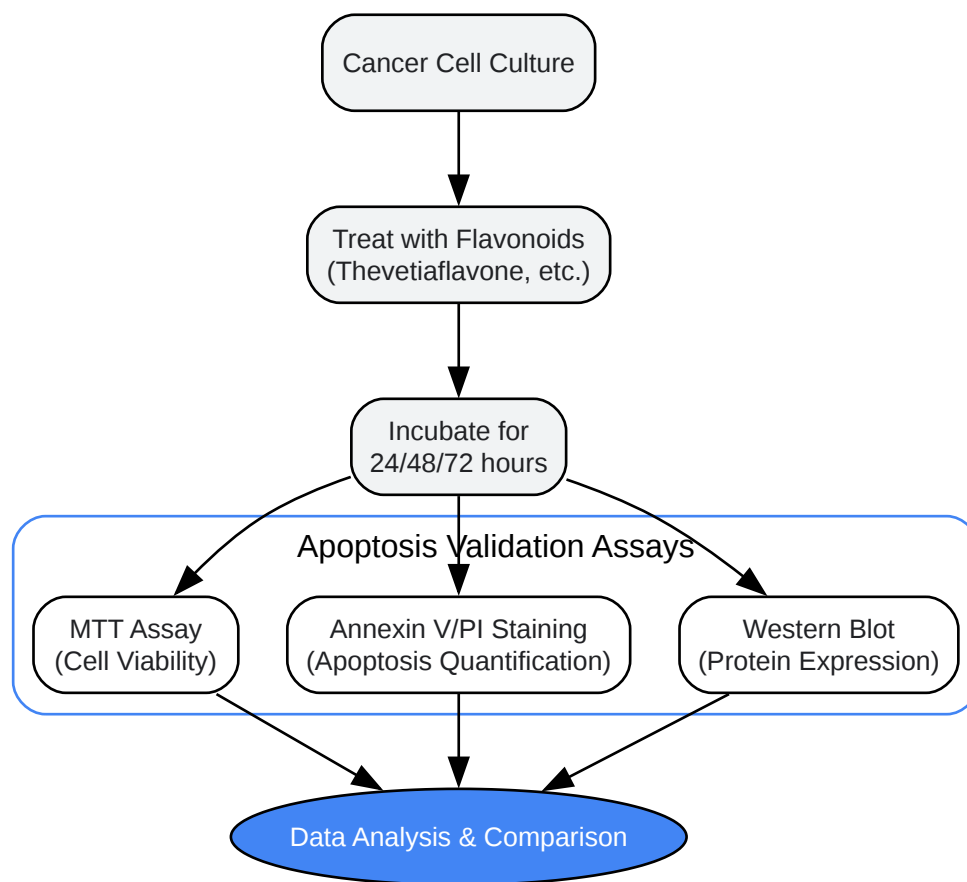 Cancer Cell Culture
Treat with Flavonoids
(Thevetiaflavone, etc.)
Incubate for
24/48/72 hours
Apoptosis Validation Assays
MTT Assay
(Cell Viability)
Annexin V/PI Staining
(Apoptosis Quantification)
Western Blot
(Protein Expression)
Data Analysis & Comparison